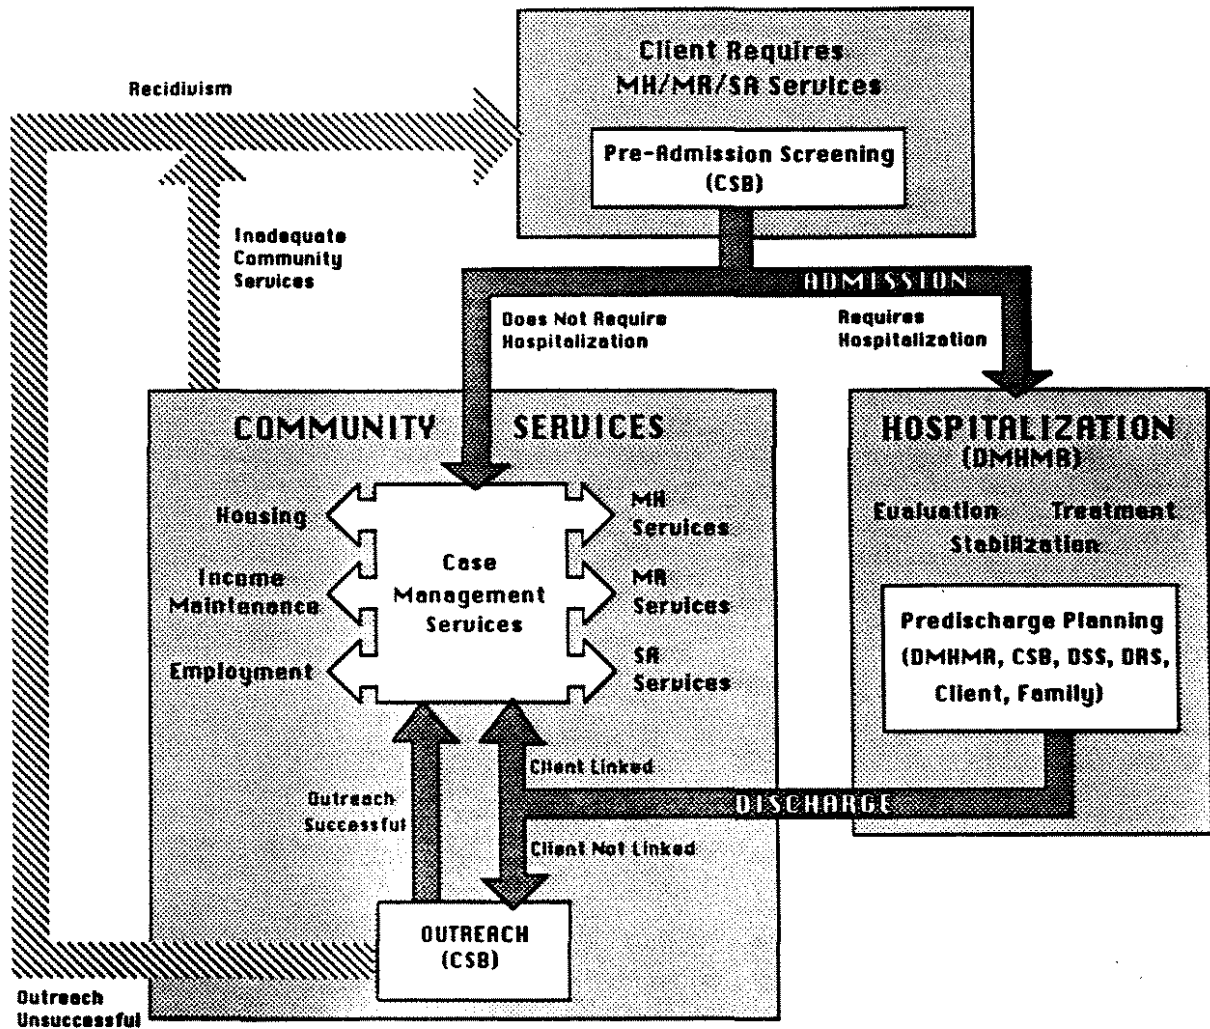 Client Requires
MH/MR/SA Services
Recidivism
Pre-Admission Screening
(CSB)
Inadequate
Community
Services
ADMISSION
Does Not Require
Hospitalization
Requires
Hospitalization
COMMUNITY SERVICES
HOSPITALIZATION
(DMHMR)
Housing
MH
Services
Evaluation Treatment
Stabilization
Case
Management
Services
Income
Maintenance
MR
Services
Predischarge Planning
(DMHMR, CSB, DSS, DRS,
Client, Family)
Employment
SA
Services
Client Linked
Outreach
Successful
DISCHARGE
Client Not Linked
OUTREACH
(CSB)
Outreach
Unsuccessful